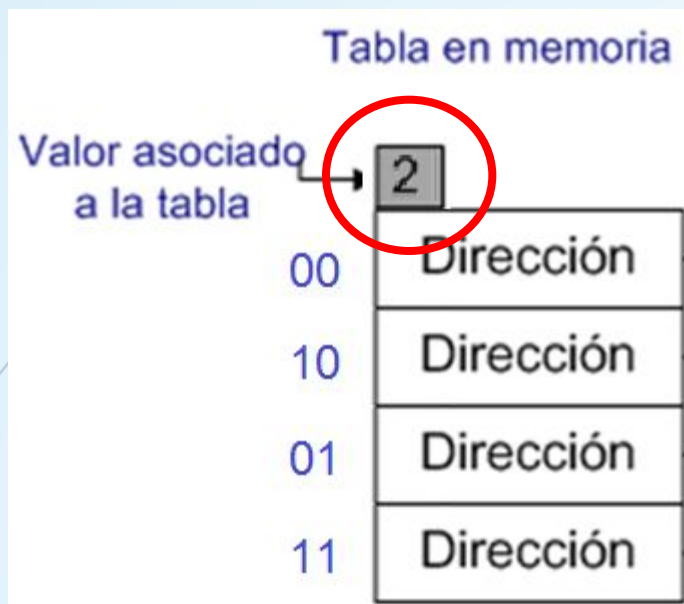 Tabla en memoria
Valor asociado
a la tabla
2
00 Dirección
10 Dirección
01 Dirección
11 Dirección